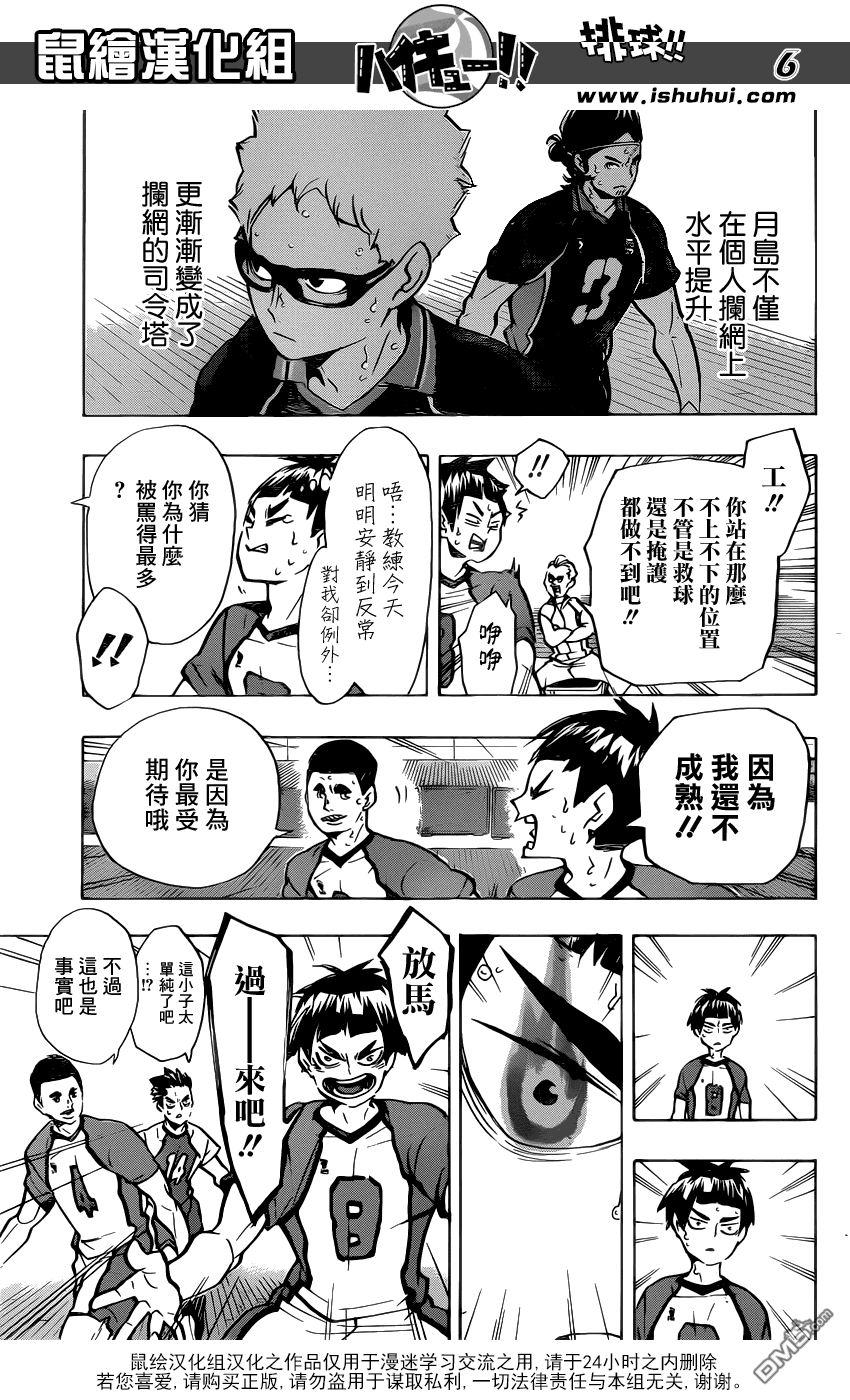 鼠繪漢化組
ハイキュー!!
排球!!
6
www.ishuhui.com
月島不僅
在個人攔網上
水平提升
更漸漸變成了
攔網的司令塔
3
工!!
你站在那麼
不上不下的位置
不管是救球
還是掩護
都做不到吧!!
!!
咿咿
唔…教練今天
明明安靜到反常
對我卻例外…
你猜
你為什麼
被罵得最多
?
!!
因為
我還不
成熟!!
是因為
你最受
期待哦
8
放馬
過——來吧!!
8
這小子太
單純了吧
…!?
不過
這也是
事實吧
14
4
DM5.com
鼠绘汉化组汉化之作品仅用于漫迷学习交流之用, 请于24小时之内删除
若您喜爱, 请购买正版, 请勿用于谋取私利, 一切法律责任与本组无关, 谢谢.